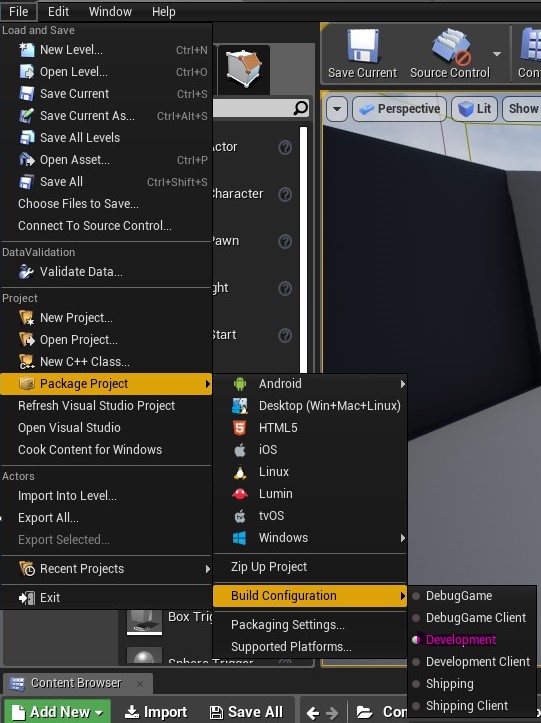 File Edit Window Help
Load and Save
New Level... Ctrl+N
Open Level... Ctrl+O
Save Current Ctrl+S
Save Current As... Ctrl+Alt+S
Save All Levels
Open Asset... Ctrl+P
Save All Ctrl+Shift+S
Choose Files to Save...
Connect To Source Control...
DataValidation
Validate Data...
Project
New Project...
Open Project...
New C++ Class...
Package Project
Refresh Visual Studio Project
Open Visual Studio
Cook Content for Windows
Actors
Import Into Level...
Export All...
Export Selected...
Recent Projects
Exit
Save Current Source Control
Perspective Lit Show
Character
Start
Android
Desktop (Win+Mac+Linux)
HTML5
iOS
Linux
Lumin
tvOS
Windows
Zip Up Project
Build Configuration
Packaging Settings...
Supported Platforms...
DebugGame
DebugGame Client
Development
Development Client
Shipping
Shipping Client
Box Trig
Sphere Trigger
Content Browser
Add New Import Save All